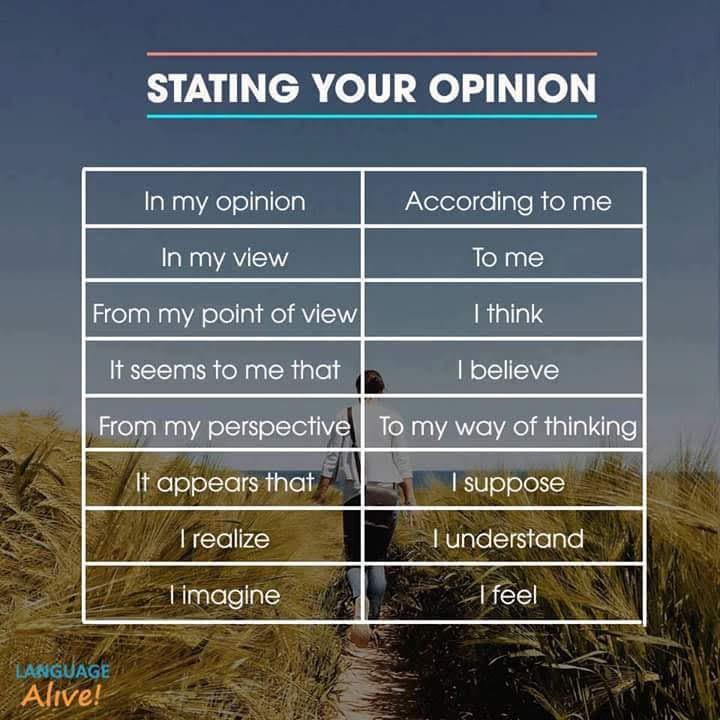 STATING YOUR OPINION
In my opinion
According to me
In my view
To me
From my point of view
I think
It seems to me that
I believe
From my perspective
To my way of thinking
It appears that
I suppose
I realize
I understand
I imagine
I feel
LANGUAGE
Alive!